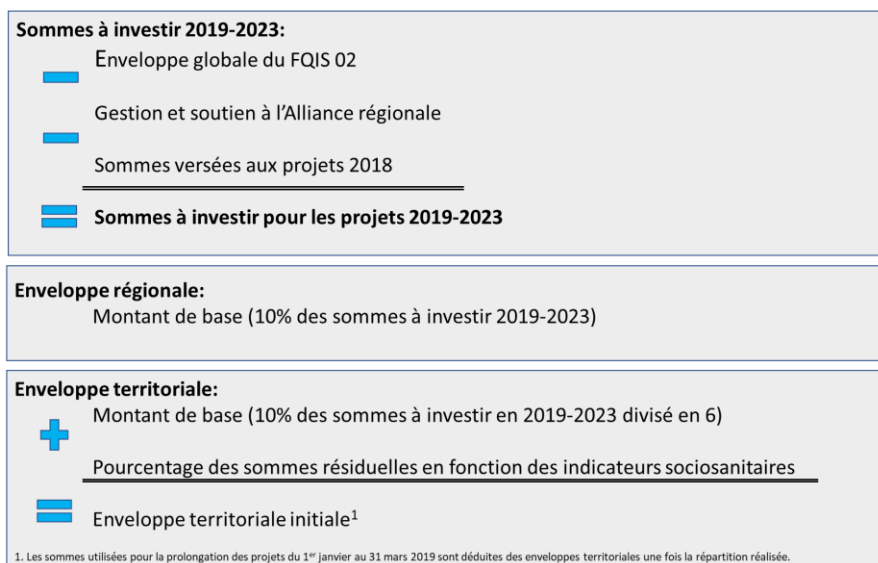 Sommes à investir 2019-2023:
Enveloppe globale du FQIS 02
Gestion et soutien à l'Alliance régionale
Sommes versées aux projets 2018
Sommes à investir pour les projets 2019-2023
Enveloppe régionale:
Montant de base (10% des sommes à investir 2019-2023)
Enveloppe territoriale:
Montant de base (10% des sommes à investir en 2019-2023 divisé en 6)
Pourcentage des sommes résiduelles en fonction des indicateurs sociosanitaires
Enveloppe territoriale initiale¹
1. Les sommes utilisées pour la prolongation des projets du 1er janvier au 31 mars 2019 sont déduites des enveloppes territoriales une fois la répartition réalisée.